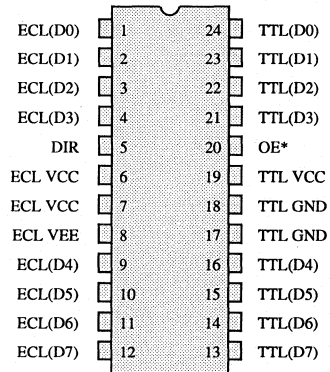 ECL(D0) 1 24 TTL(D0)
ECL(D1) 2 23 TTL(D1)
ECL(D2) 3 22 TTL(D2)
ECL(D3) 4 21 TTL(D3)
DIR 5 20 OE*
ECL VCC 6 19 TTL VCC
ECL VCC 7 18 TTL GND
ECL VEE 8 17 TTL GND
ECL(D4) 9 16 TTL(D4)
ECL(D5) 10 15 TTL(D5)
ECL(D6) 11 14 TTL(D6)
ECL(D7) 12 13 TTL(D7)